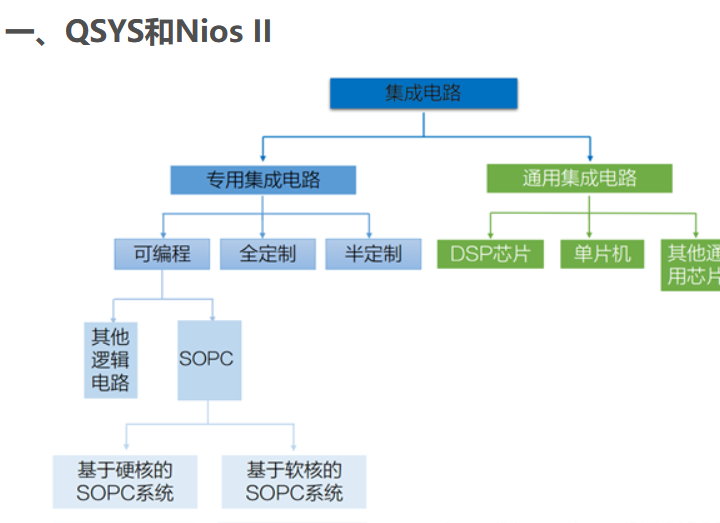 一、QSYS和Nios II
集成电路
专用集成电路
通用集成电路
可编程
全定制
半定制
DSP芯片
单片机
其他通
用芯片
其他
逻辑
电路
SOPC
基于硬核的
SOPC系统
基于软核的
SOPC系统